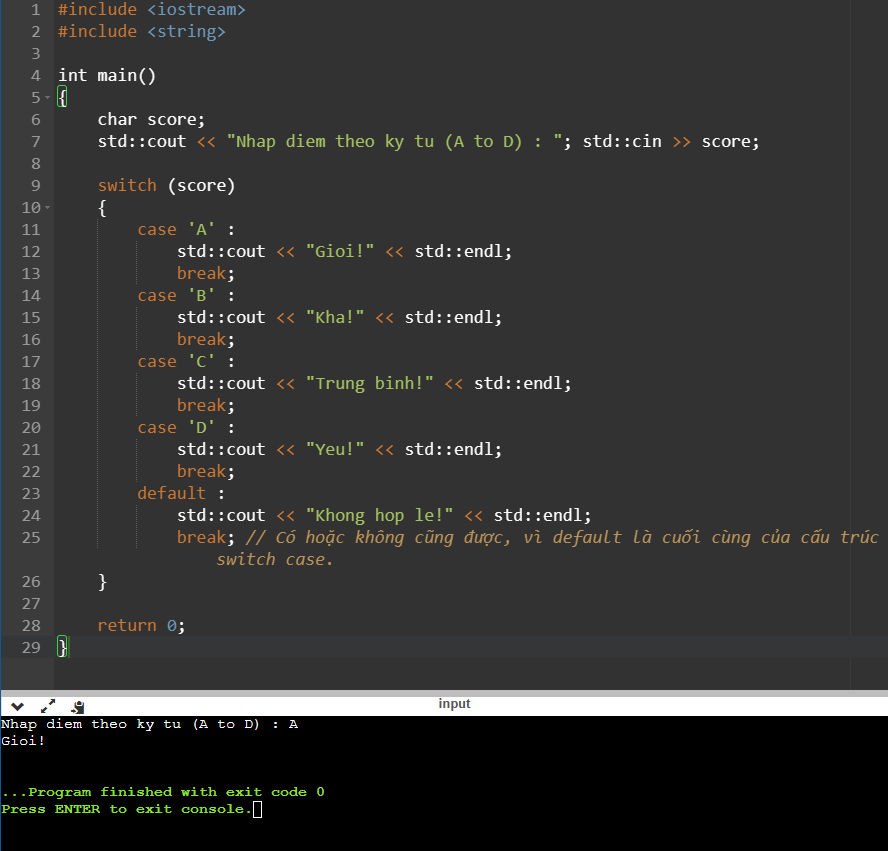 1 #include <iostream>
2 #include <string>
3
4 int main()
5 {
6     char score;
7     std::cout << "Nhap diem theo ky tu (A to D) : "; std::cin >> score;
8
9     switch (score)
10     {
11         case 'A' :
12             std::cout << "Gioi!" << std::endl;
13             break;
14         case 'B' :
15             std::cout << "Kha!" << std::endl;
16             break;
17         case 'C' :
18             std::cout << "Trung binh!" << std::endl;
19             break;
20         case 'D' :
21             std::cout << "Yeu!" << std::endl;
22             break;
23         default :
24             std::cout << "Khong hop le!" << std::endl;
25             break; // Có hoặc không cũng được, vì default là cuối cùng của cấu trúc
switch case.
26     }
27
28     return 0;
29 }
input
Nhap diem theo ky tu (A to D) : A
Gioi!
...Program finished with exit code 0
Press ENTER to exit console.